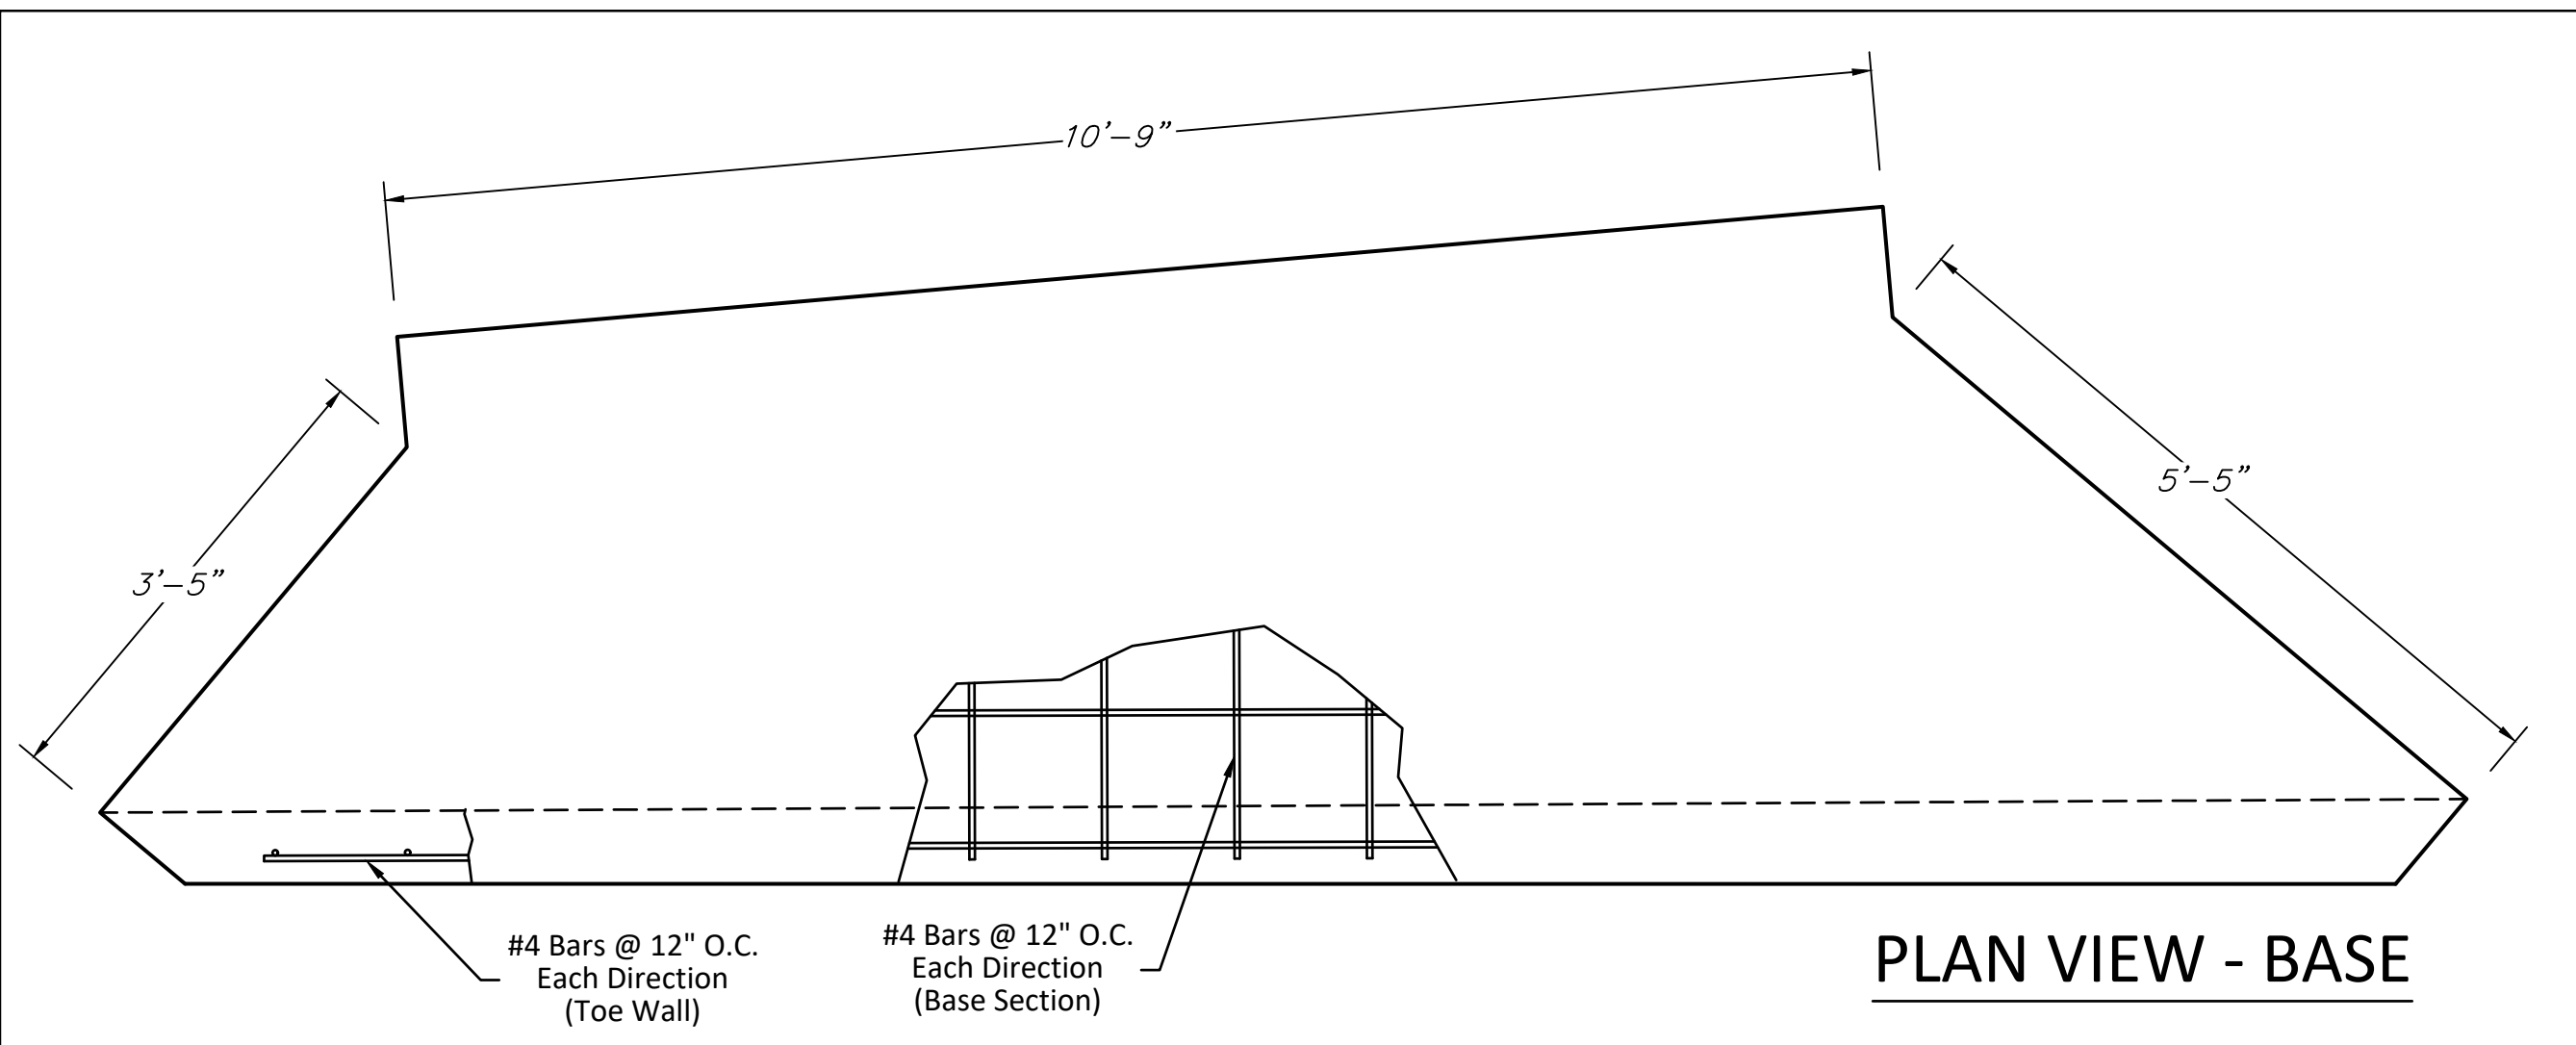 10’–9”
5’–5”
3’–5”
#4 Bars @ 12" O.C.
Each Direction
(Toe Wall)
#4 Bars @ 12" O.C.
Each Direction
(Base Section)
PLAN VIEW - BASE